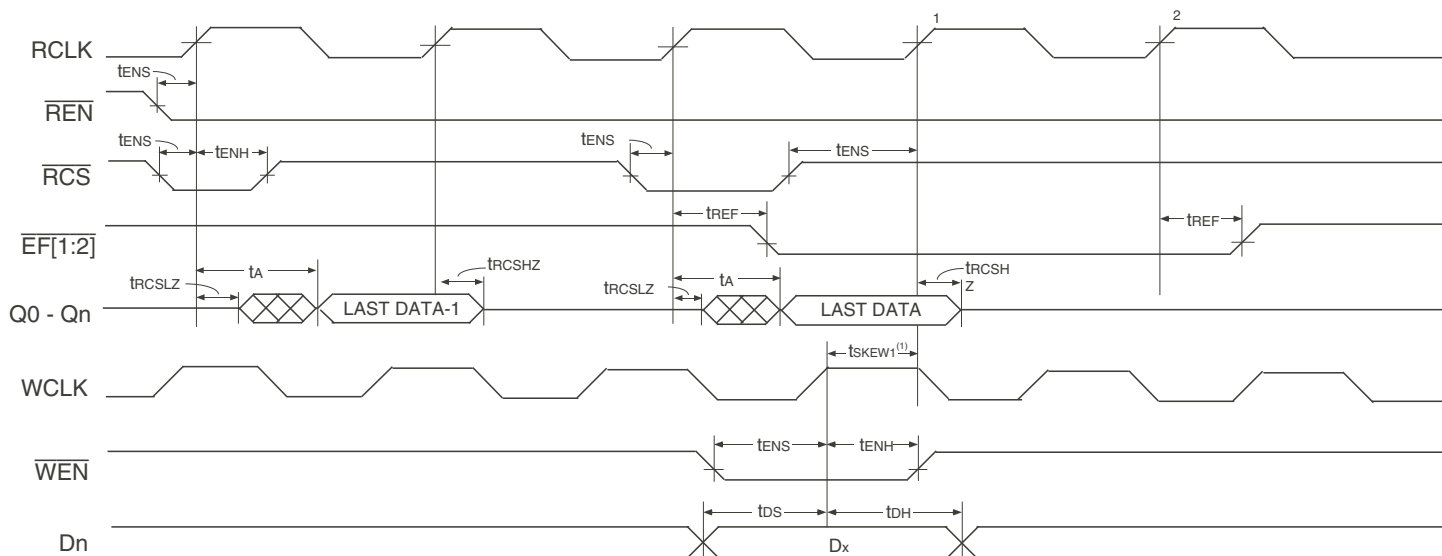 1 2
RCLK
tENS
REN
tENS tENH tENS tENS
RCS
tREF tREF
EF[1:2]
tA tRCSHZ tA tRCSH
Z
tRCSLZ tRCSLZ
Q0 - Qn LAST DATA-1 LAST DATA
tSKEW1(1)
WCLK
tENS tENH
WEN
tDS tDH
Dn Dx